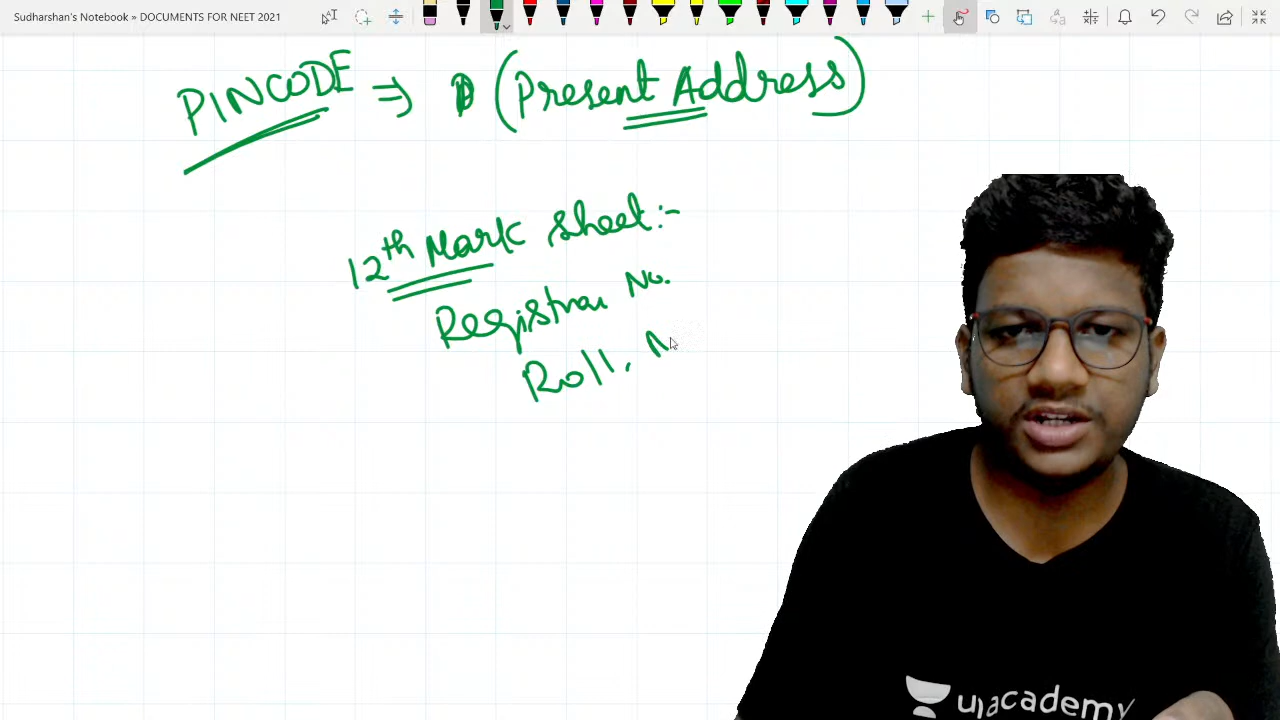 Sudharshan's Notebook » DOCUMENTS FOR NEET 2021
PINCODE ⇒ (Present Address)
12th Mark Sheet:-
Registrar No.
Roll, N
unacademy